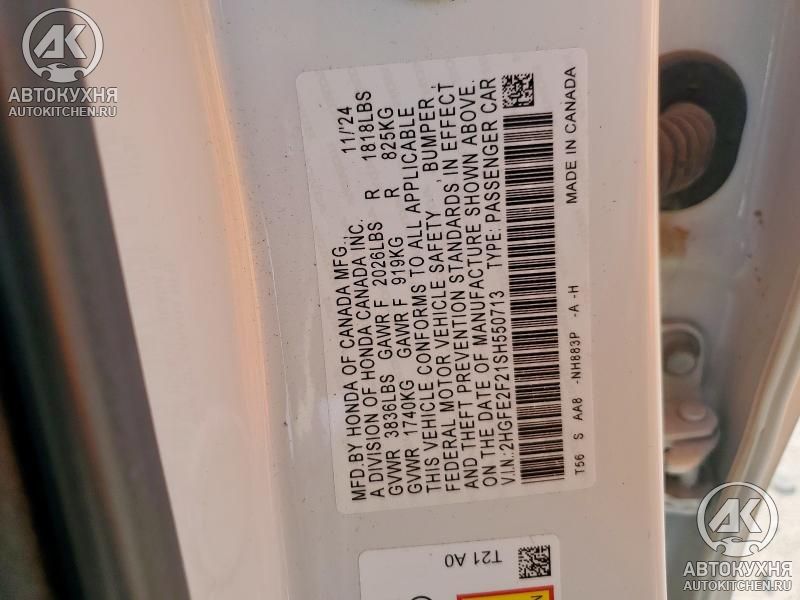 AK
АВТОКУХНЯ
AUTOKITCHEN.RU
MFD.BY HONDA OF CANADA MFG., 11/'24
A DIVISION OF HONDA CANADA INC.
GVWR 3836LBS GAWR F 2026LBS R 1818LBS
GVWR 1740KG GAWR F 919KG R 825KG
THIS VEHICLE CONFORMS TO ALL APPLICABLE
FEDERAL MOTOR VEHICLE SAFETY , BUMPER ,
AND THEFT PREVENTION STANDARDS IN EFFECT
ON THE DATE OF MANUFACTURE SHOWN ABOVE.
V.I.N.:2HGFE2F21SH550713 TYPE: PASSENGER CAR
T56 S AA8 -NH883P -A -H MADE IN CANADA
T21 A0
AK
АВТОКУХНЯ
AUTOKITCHEN.RU